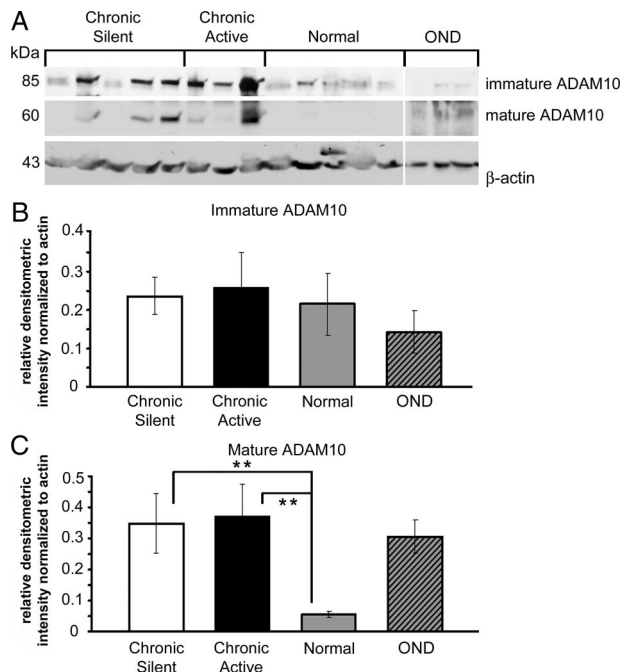 A
Chronic Silent
Chronic Active
Normal
OND
kDa
85
immature ADAM10
60
mature ADAM10
43
β-actin
B
Immature ADAM10
relative densitometric
intensity normalized to actin
0.4
0.3
0.2
0.1
0
Chronic Silent
Chronic Active
Normal
OND
C
Mature ADAM10
relative densitometric
intensity normalized to actin
0.5
0.4
0.3
0.2
0.1
0
**
**
Chronic Silent
Chronic Active
Normal
OND